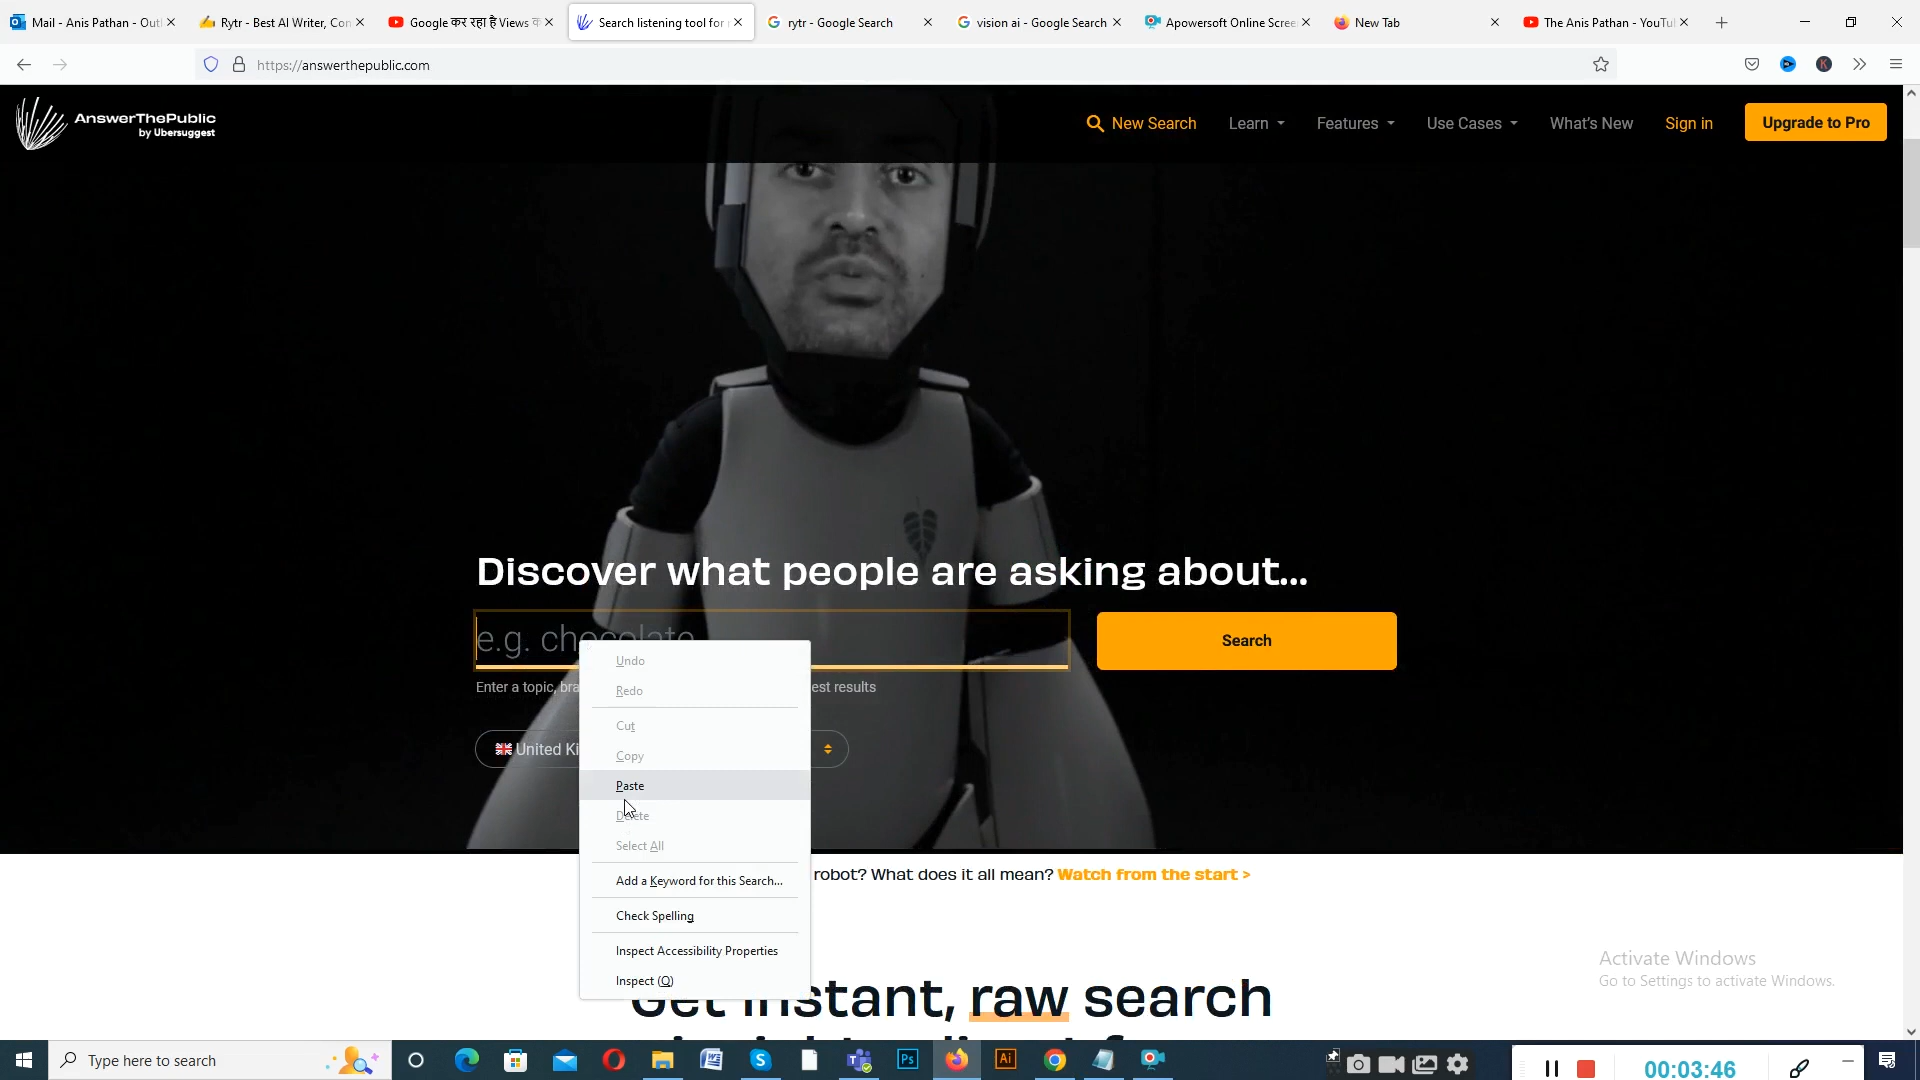 Mail - Anis Pathan - Outl
Rytr - Best AI Writer, Con
Google कर रहा है Views
Search listening tool for
rytr - Google Search
vision ai - Google Search
Apowersoft Online Scree
New Tab
The Anis Pathan - YouTu
https://answerthepublic.com
AnswerThePublic
by Ubersuggest
New Search
Learn
Features
Use Cases
What's New
Sign in
Upgrade to Pro
Discover what people are asking about...
e.g. chocolate
Search
Enter a topic, bra
est results
United Ki
Undo
Redo
Cut
Copy
Paste
Delete
Select All
Add a Keyword for this Search...
Check Spelling
Inspect Accessibility Properties
Inspect (Q)
robot? What does it all mean? Watch from the start >
Get instant, raw search
Activate Windows
Go to Settings to activate Windows.
Type here to search
00:03:46